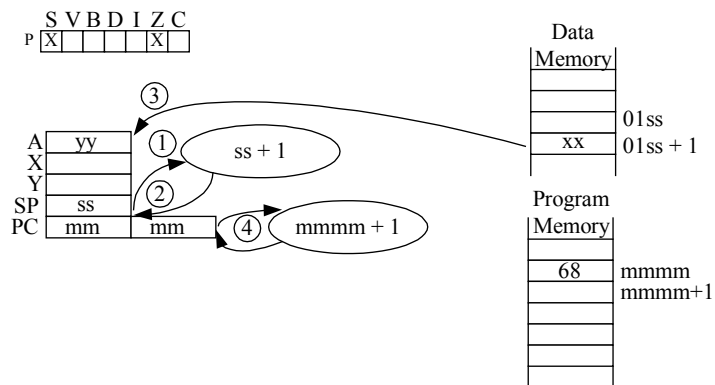 S V B D I Z C
P X X
Data
Memory
3
01ss
A yy 1 ss + 1 xx 01ss + 1
X
Y 2
SP ss
PC mm mm 4 mmmm + 1
Program
Memory
68 mmmm
mmmm+1